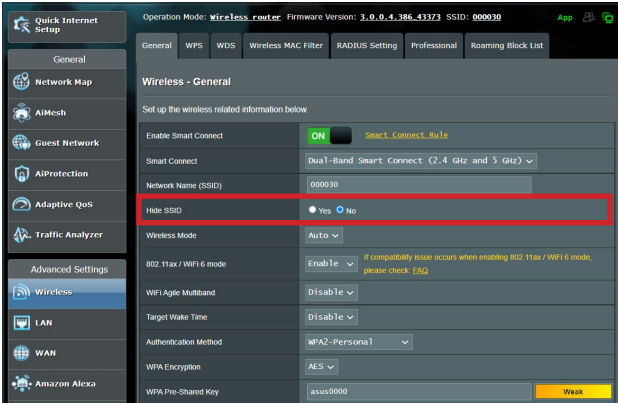 Quick Internet
Setup
Operation Mode: Wireless router Firmware Version: 3.0.0.4.386_43373 SSID: 000030 App
General WPS WDS Wireless MAC Filter RADIUS Setting Professional Roaming Block List
General
Network Map
AiMesh
Guest Network
AiProtection
Adaptive QoS
Traffic Analyzer
Advanced Settings
Wireless
LAN
WAN
Amazon Alexa
Wireless - General
Set up the wireless related information below.
Enable Smart Connect ON Smart Connect Rule
Smart Connect Dual-Band Smart Connect (2.4 GHz and 5 GHz)
Network Name (SSID) 000030
Hide SSID Yes No
Wireless Mode Auto
802.11ax / WiFi 6 mode Enable If compatibility issue occurs when enabling 802.11ax / WiFi 6 mode,
please check: FAQ
WiFi Agile Multiband Disable
Target Wake Time Disable
Authentication Method WPA2-Personal
WPA Encryption AES
WPA Pre-Shared Key asus0000 Weak